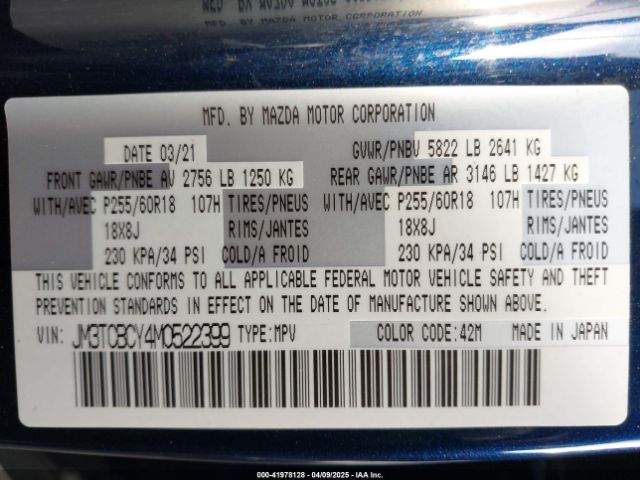 MFD. BY MAZDA MOTOR CORPORATION
DATE 03/21 GVWR/PNBV 5822 LB 2641 KG
FRONT GAWR/PNBE AV 2756 LB 1250 KG REAR GAWR/PNBE AR 3146 LB 1427 KG
WITH/AVEC P255/60R18 107H TIRES/PNEUS WITH/AVEC P255/60R18 107H TIRES/PNEUS
18X8J RIMS/JANTES 18X8J RIMS/JANTES
230 KPA/34 PSI COLD/A FROID 230 KPA/34 PSI COLD/A FROID
THIS VEHICLE CONFORMS TO ALL APPLICABLE FEDERAL MOTOR VEHICLE SAFETY AND THEFT
PREVENTION STANDARDS IN EFFECT ON THE DATE OF MANUFACTURE SHOWN ABOVE.
VIN: JM3TCBCY4M0522399 TYPE:MPV COLOR CODE:42M MADE IN JAPAN
000-41978128 - 04/09/2025 - IAAI Inc.